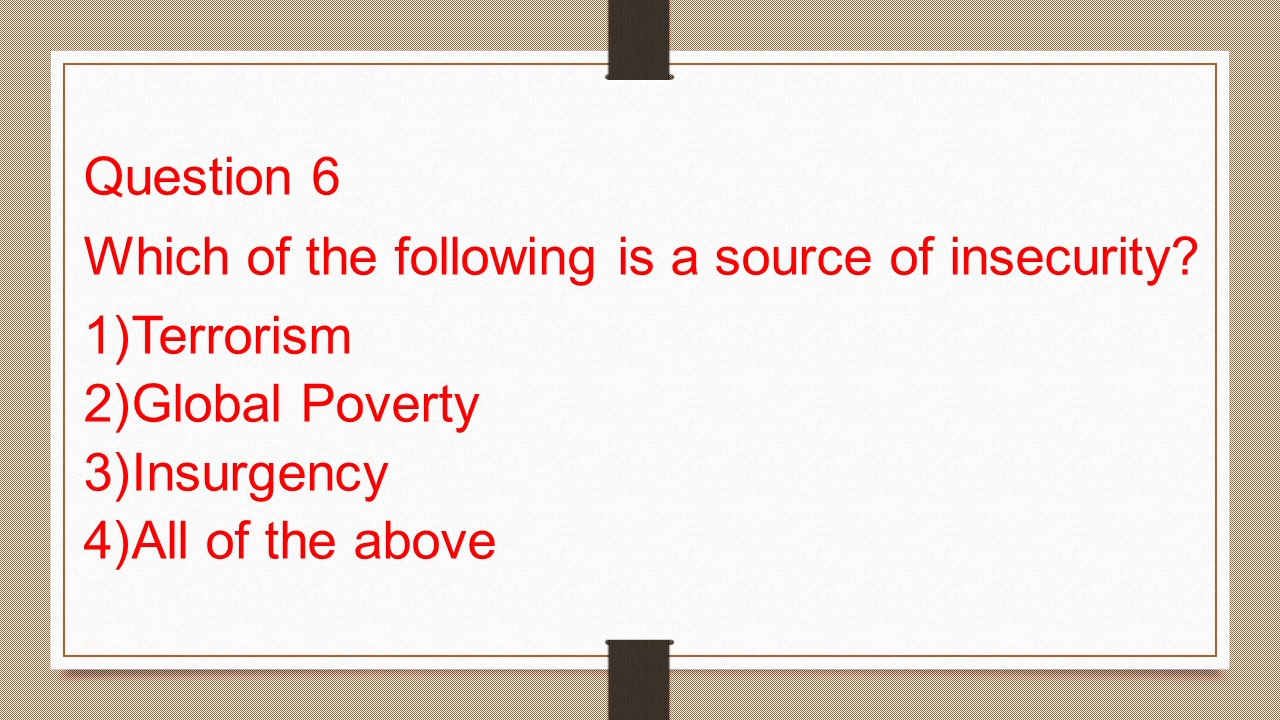 Question 6
Which of the following is a source of insecurity?
1)Terrorism
2)Global Poverty
3)Insurgency
4)All of the above